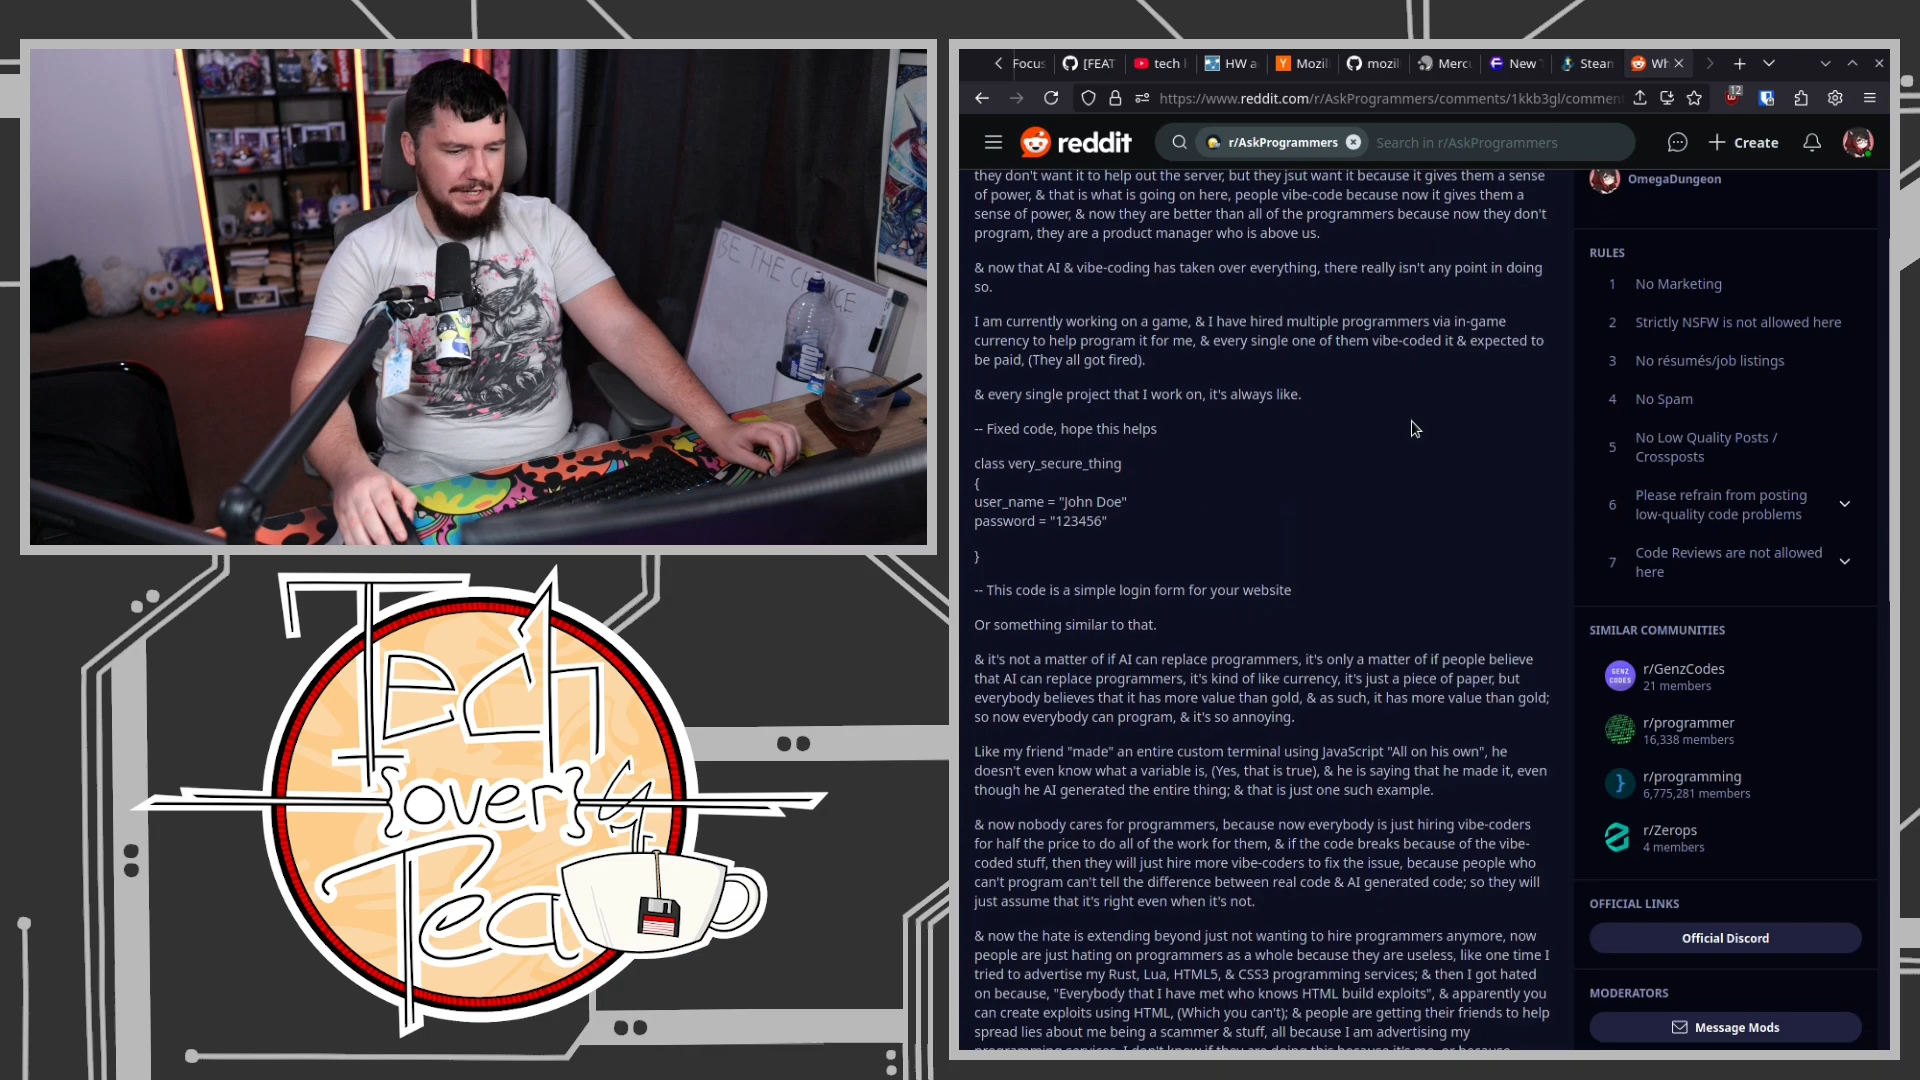 BE THE CHANGE
Tech
{over}
Tea
Focus
[FEAT
tech
HW a
Mozil
mozil
Merc
New
Stean
Wh
https://www.reddit.com/r/AskProgrammers/comments/1kkb3gl/commen
12
reddit
r/AskProgrammers
Search in r/AskProgrammers
Create
they don't want it to help out the server, but they jsut want it because it gives them a sense
of power, & that is what is going on here, people vibe-code because now it gives them a
sense of power, & now they are better than all of the programmers because now they don't
program, they are a product manager who is above us.
& now that AI & vibe-coding has taken over everything, there really isn't any point in doing
so.
I am currently working on a game, & I have hired multiple programmers via in-game
currency to help program it for me, & every single one of them vibe-coded it & expected to
be paid, (They all got fired).
& every single project that I work on, it's always like.
-- Fixed code, hope this helps
class very_secure_thing
{
user_name = "John Doe"
password = "123456"
}
-- This code is a simple login form for your website
Or something similar to that.
& it's not a matter of if AI can replace programmers, it's only a matter of if people believe
that AI can replace programmers, it's kind of like currency, it's just a piece of paper, but
everybody believes that it has more value than gold, & as such, it has more value than gold;
so now everybody can program, & it's so annoying.
Like my friend "made" an entire custom terminal using JavaScript "All on his own", he
doesn't even know what a variable is, (Yes, that is true), & he is saying that he made it, even
though he AI generated the entire thing; & that is just one such example.
& now nobody cares for programmers, because now everybody is just hiring vibe-coders
for half the price to do all of the work for them, & if the code breaks because of the vibe-
coded stuff, then they will just hire more vibe-coders to fix the issue, because people who
can't program can't tell the difference between real code & AI generated code; so they will
just assume that it's right even when it's not.
& now the hate is extending beyond just not wanting to hire programmers anymore, now
people are just hating on programmers as a whole because they are useless, like one time I
tried to advertise my Rust, Lua, HTML5, & CSS3 programming services; & then I got hated
on because, "Everybody that I have met who knows HTML build exploits", & apparently you
can create exploits using HTML, (Which you can't); & people are getting their friends to help
spread lies about me being a scammer & stuff, all because I am advertising my
programming services, I don't know if they are doing this because it's me, or because
OmegaDungeon
RULES
1 No Marketing
2 Strictly NSFW is not allowed here
3 No résumés/job listings
4 No Spam
5 No Low Quality Posts /
Crossposts
6 Please refrain from posting
low-quality code problems
7 Code Reviews are not allowed
here
SIMILAR COMMUNITIES
GENZ
CODES
r/GenzCodes
21 members
r/programmer
16,338 members
r/programming
6,775,281 members
r/Zerops
4 members
OFFICIAL LINKS
Official Discord
MODERATORS
Message Mods